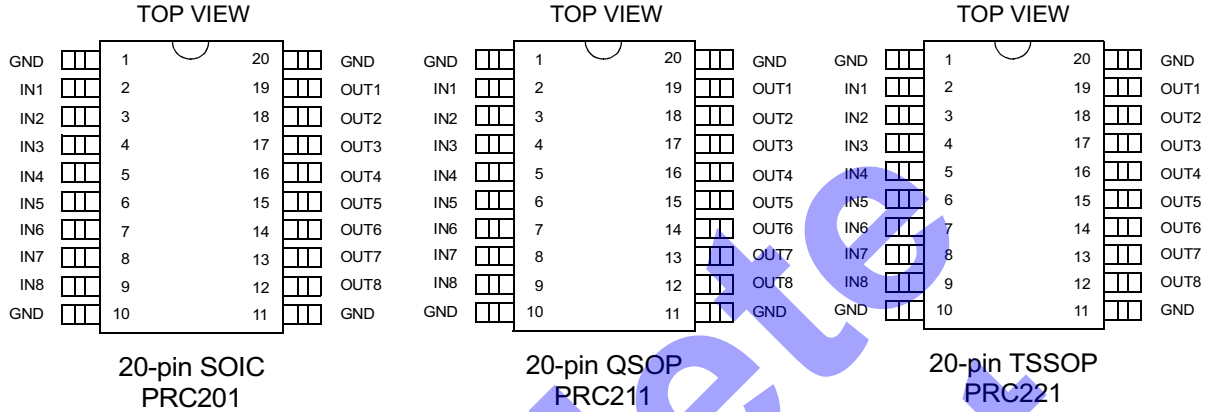 TOP VIEW
GND 1 20 GND
IN1 2 19 OUT1
IN2 3 18 OUT2
IN3 4 17 OUT3
IN4 5 16 OUT4
IN5 6 15 OUT5
IN6 7 14 OUT6
IN7 8 13 OUT7
IN8 9 12 OUT8
GND 10 11 GND
20-pin SOIC
PRC201
TOP VIEW
GND 1 20 GND
IN1 2 19 OUT1
IN2 3 18 OUT2
IN3 4 17 OUT3
IN4 5 16 OUT4
IN5 6 15 OUT5
IN6 7 14 OUT6
IN7 8 13 OUT7
IN8 9 12 OUT8
GND 10 11 GND
20-pin QSOP
PRC211
TOP VIEW
GND 1 20 GND
IN1 2 19 OUT1
IN2 3 18 OUT2
IN3 4 17 OUT3
IN4 5 16 OUT4
IN5 6 15 OUT5
IN6 7 14 OUT6
IN7 8 13 OUT7
IN8 9 12 OUT8
GND 10 11 GND
20-pin TSSOP
PRC221